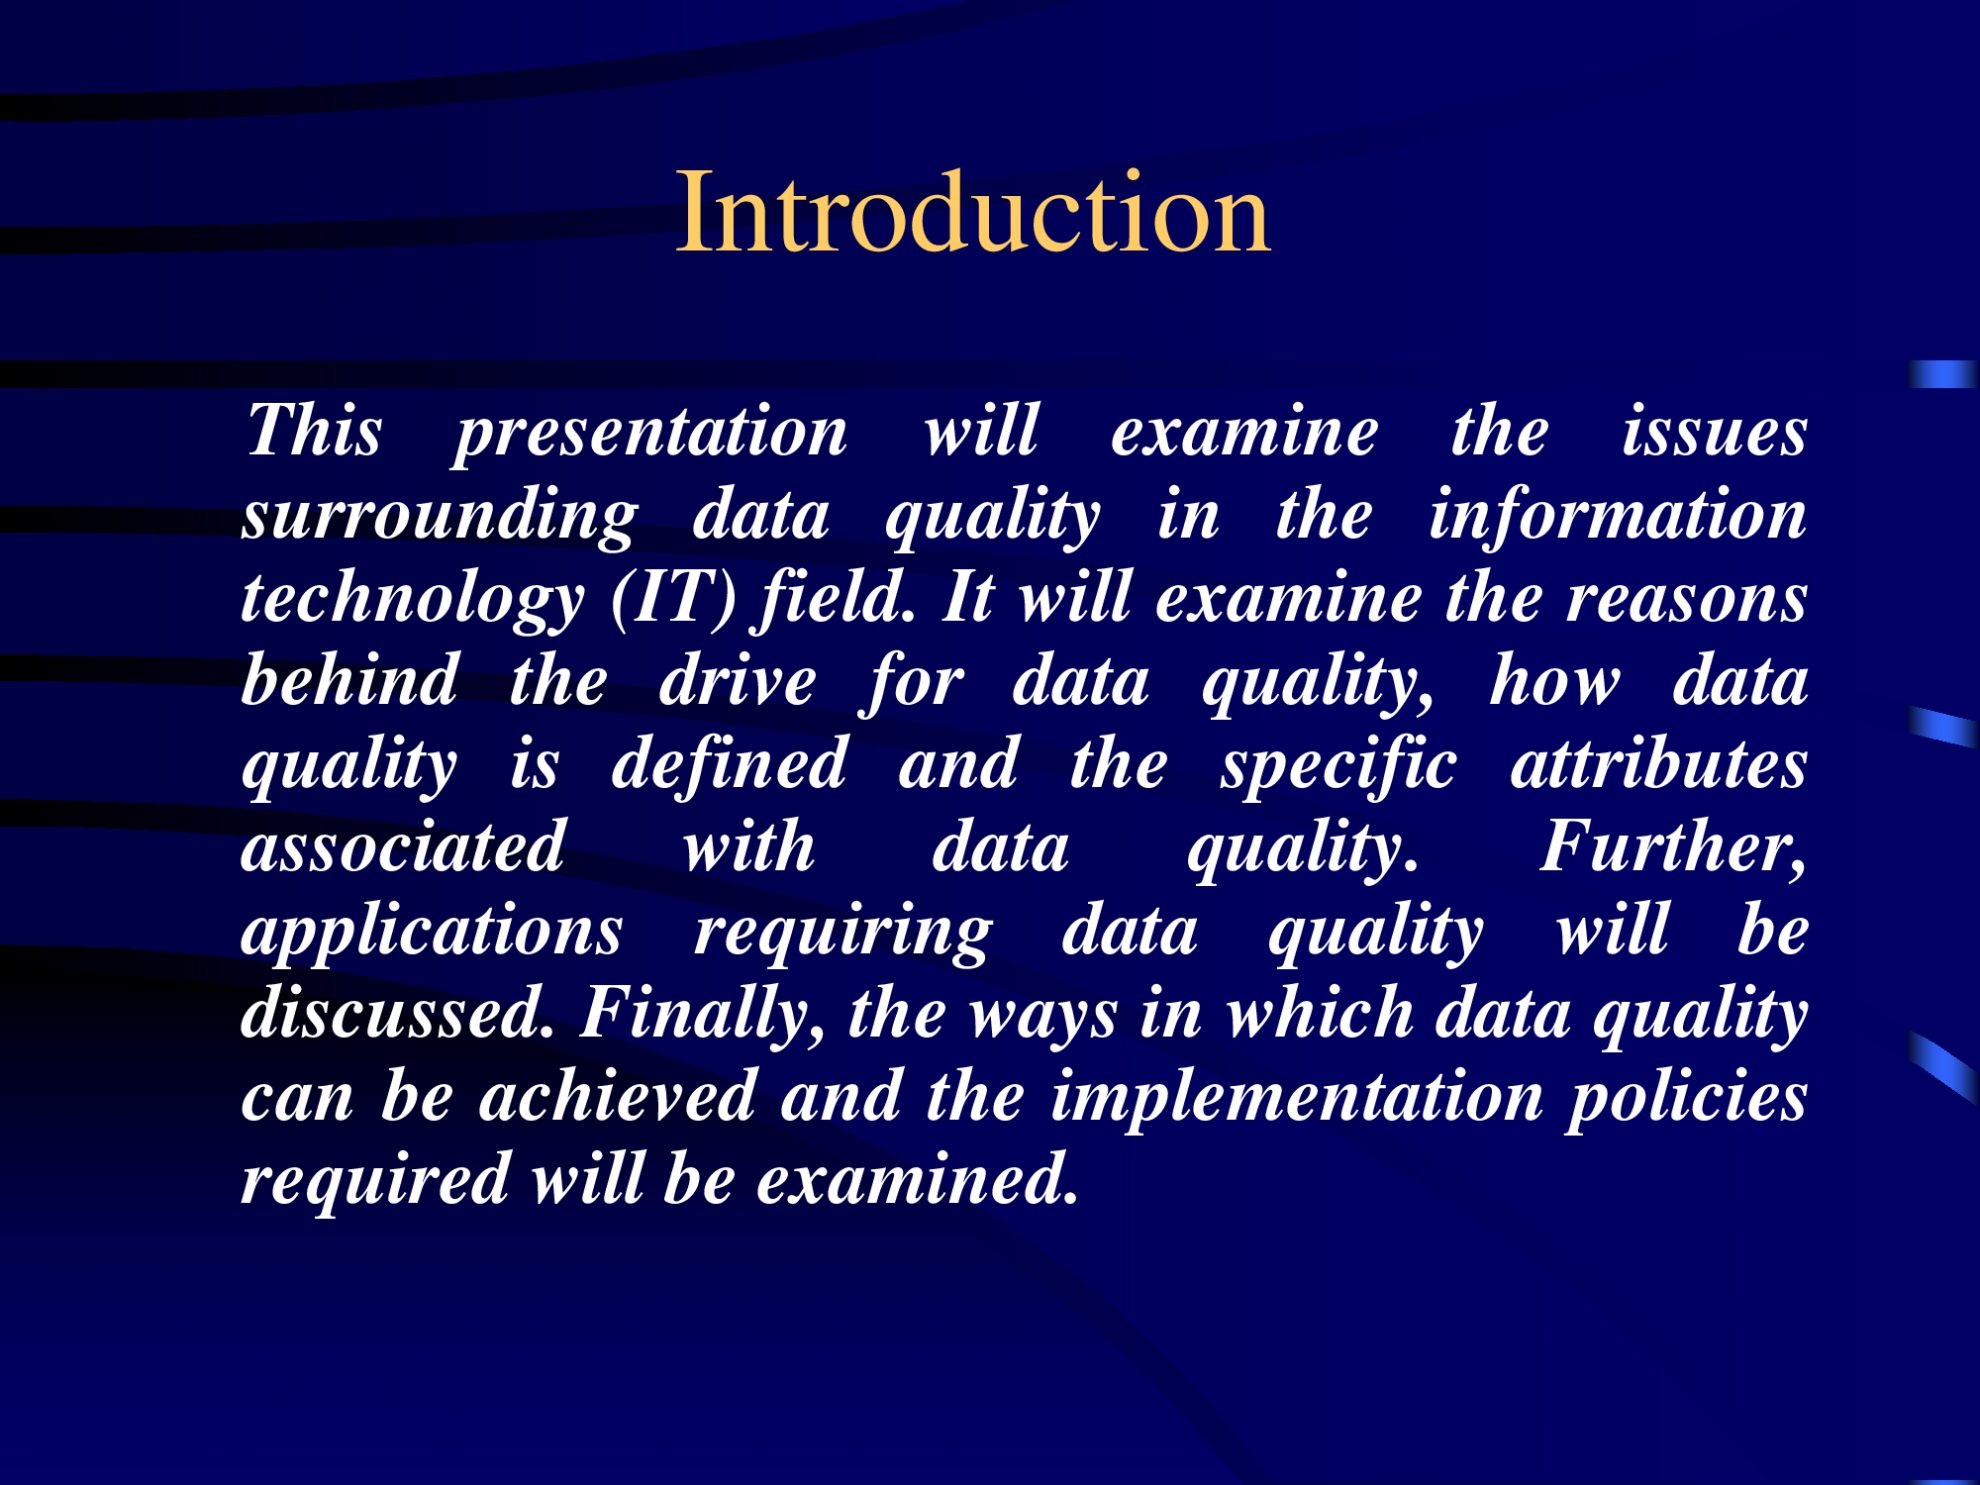 Introduction
This presentation will examine the issues
surrounding data quality in the information
technology (IT) field. It will examine the reasons
behind the drive for data quality, how data
quality is defined and the specific attributes
associated with data quality. Further,
applications requiring data quality will be
discussed. Finally, the ways in which data quality
can be achieved and the implementation policies
required will be examined.